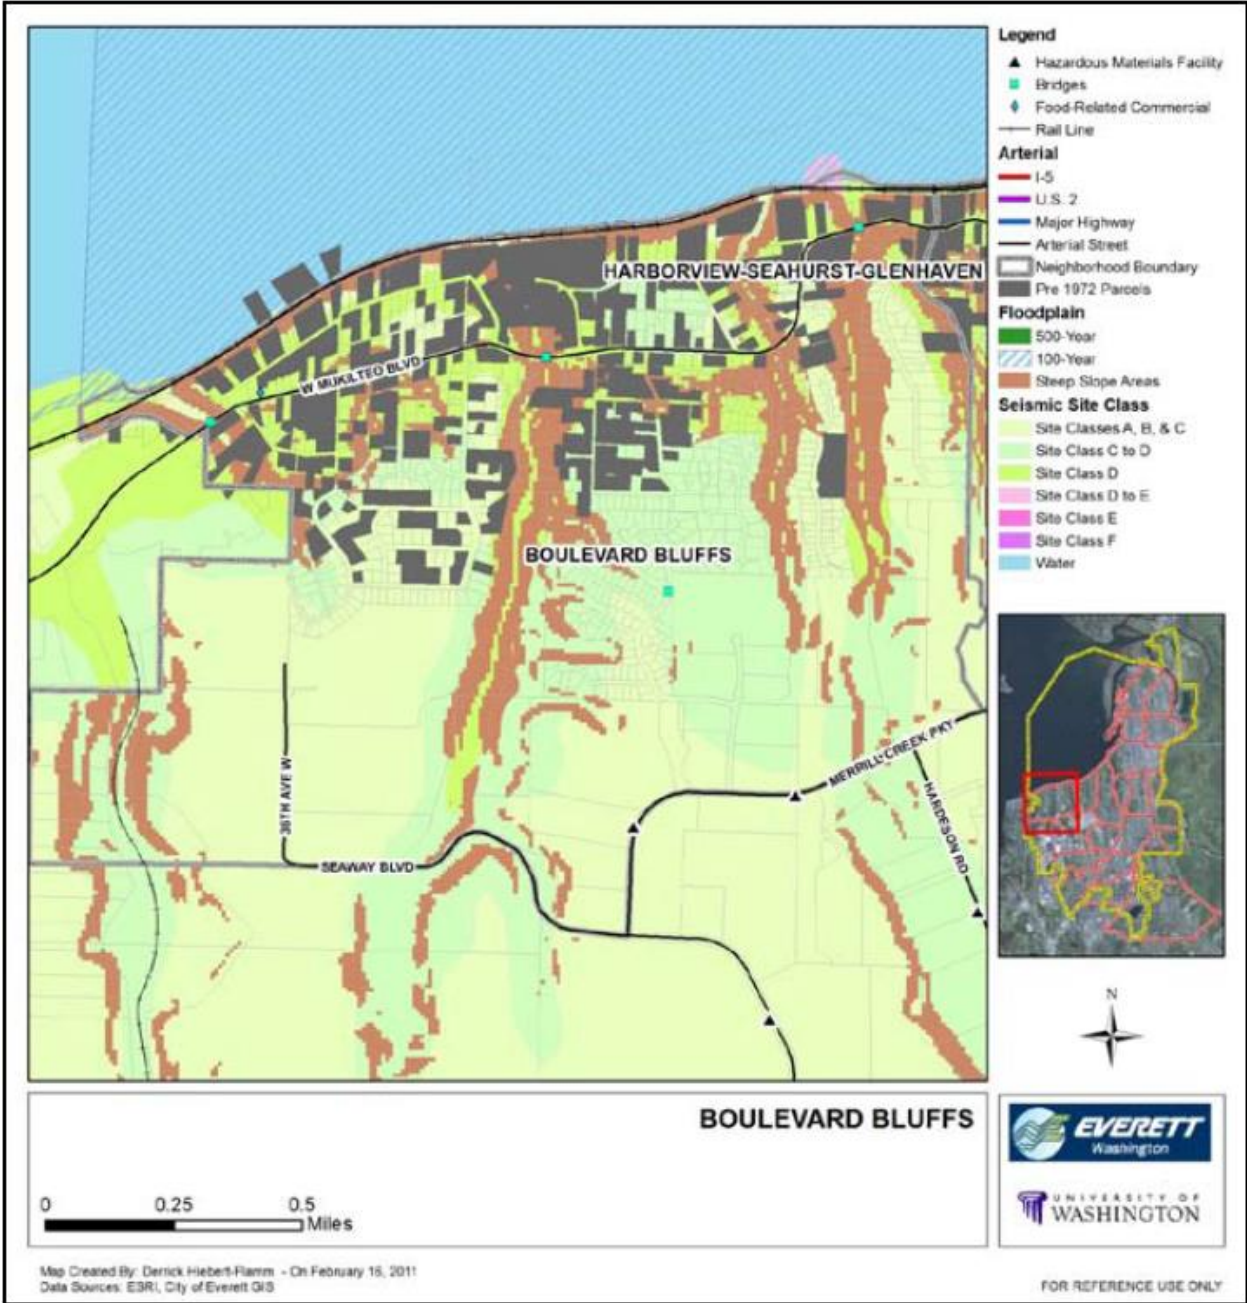 Legend
Hazardous Materials Facility
Bridges
Food-Related Commercial
Rail Line
Arterial
I-5
U.S. 2
Major Highway
Arterial Street
Neighborhood Boundary
Pre 1972 Parcels
Floodplain
500-Year
100-Year
Steep Slope Areas
Seismic Site Class
Site Classes A, B, & C
Site Class C to D
Site Class D
Site Class D to E
Site Class E
Site Class F
Water
HARBORVIEW-SEAHURST-GLENHAVEN
W MUKILTEO BLVD
BOULEVARD BLUFFS
MERRILL CREEK PKY
36TH AVE W
HARDESON RD
SEAWAY BLVD
N
BOULEVARD BLUFFS
0 0.25 0.5
Miles
EVERETT
Washington
UNIVERSITY OF
WASHINGTON
Map Created By: Derrick Hiebert-Flamm - On February 16, 2011
Data Sources: ESRI, City of Everett GIS
FOR REFERENCE USE ONLY